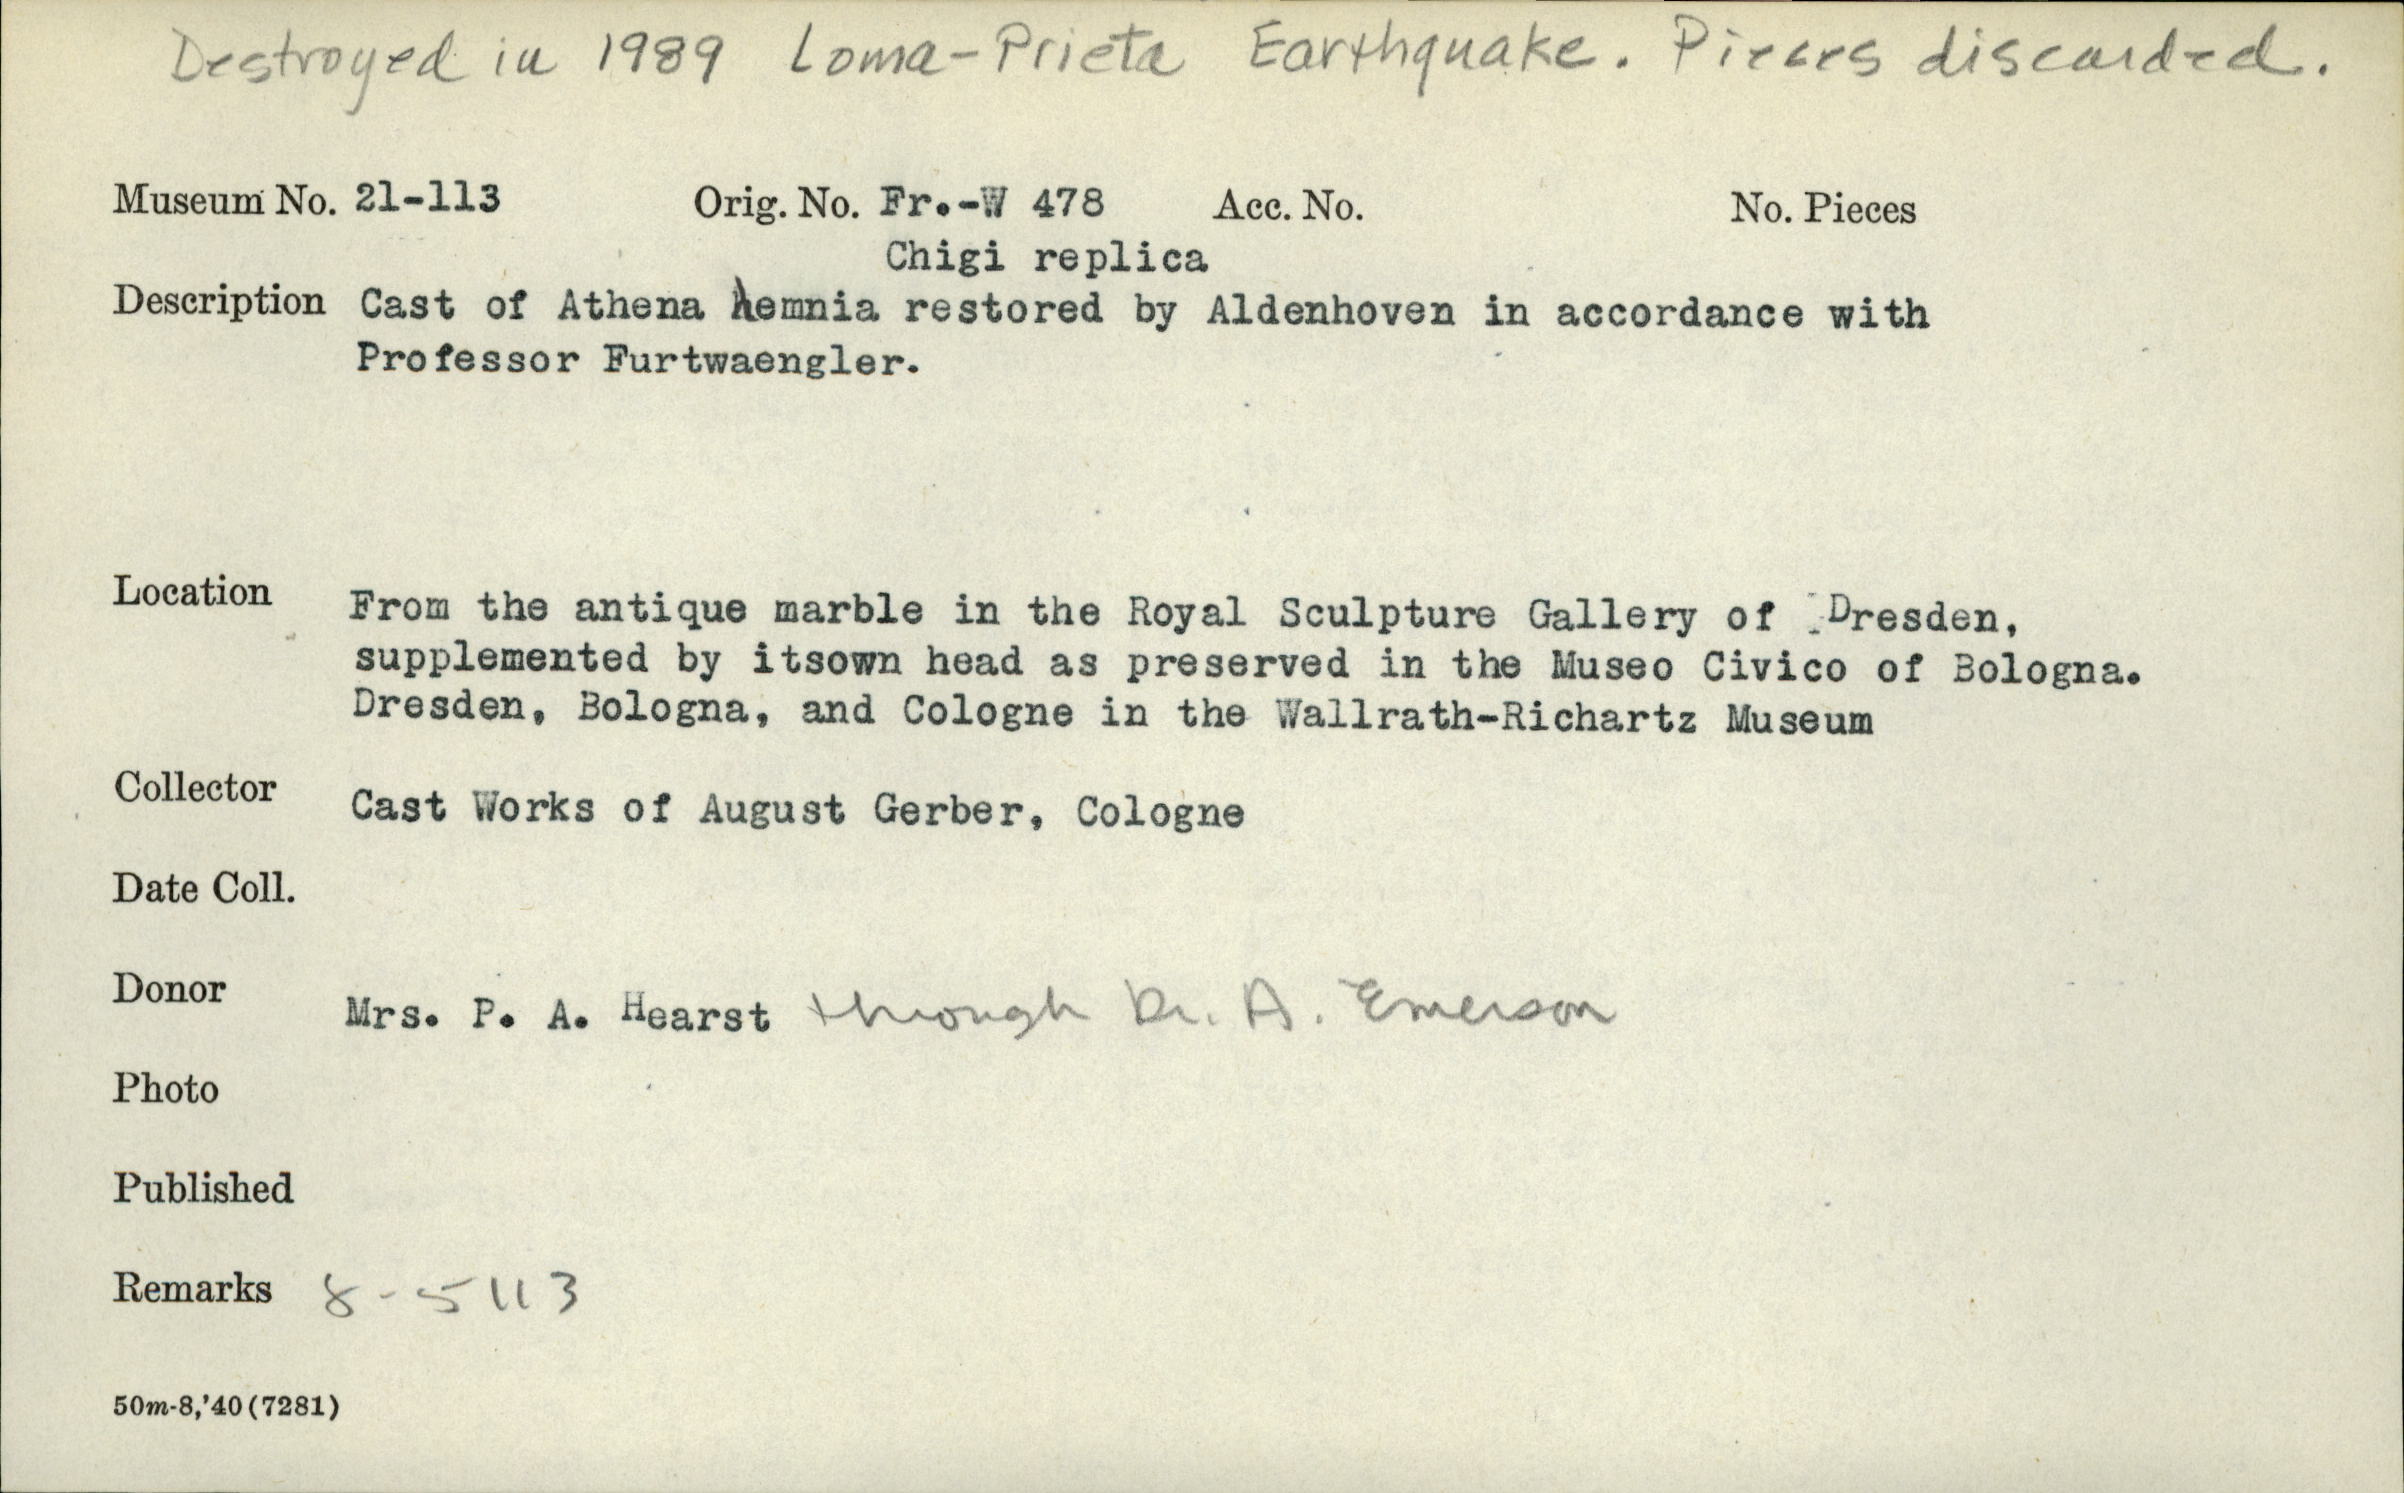 Destroyed in 1989 Loma-Prieta Earthquake. Pieces discarded.
Museum No. 21-113 Orig. No. Fr.-W 478 Acc. No. No. Pieces
Chigi replica
Description Cast of Athena Lemnia restored by Aldenhoven in accordance with
Professor Furtwaengler.
Location From the antique marble in the Royal Sculpture Gallery of Dresden,
supplemented by itsown head as preserved in the Museo Civico of Bologna.
Dresden, Bologna, and Cologne in the Wallrath-Richartz Museum
Collector Cast Works of August Gerber, Cologne
Date Coll.
Donor Mrs. P. A. Hearst through Dr. A. Emerson
Photo
Published
Remarks 8-5113
50m-8,'40(7281)